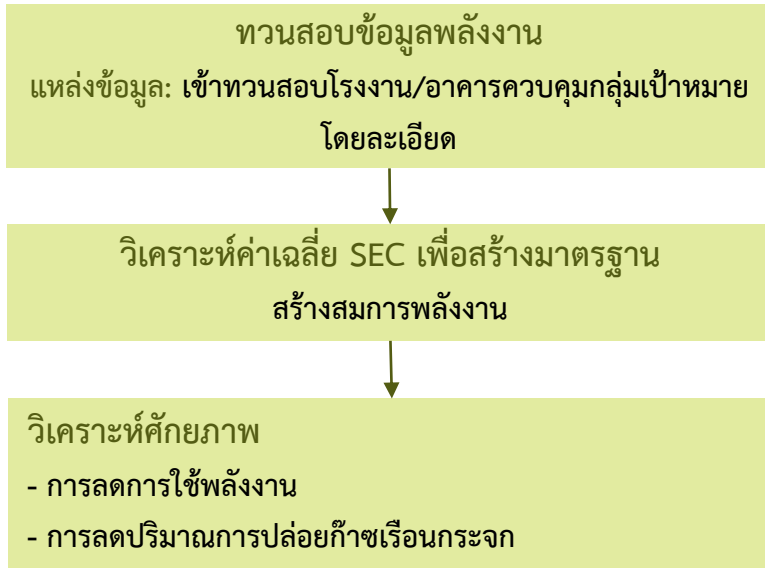 ทวนสอบข้อมูลพลังงาน
แหล่งข้อมูล: เข้าทวนสอบโรงงาน/อาคารควบคุมกลุ่มเป้าหมาย
โดยละเอียด
วิเคราะห์ค่าเฉลี่ย SEC เพื่อสร้างมาตรฐาน
สร้างสมการพลังงาน
วิเคราะห์ศักยภาพ
- การลดการใช้พลังงาน
- การลดปริมาณการปล่อยก๊าซเรือนกระจก